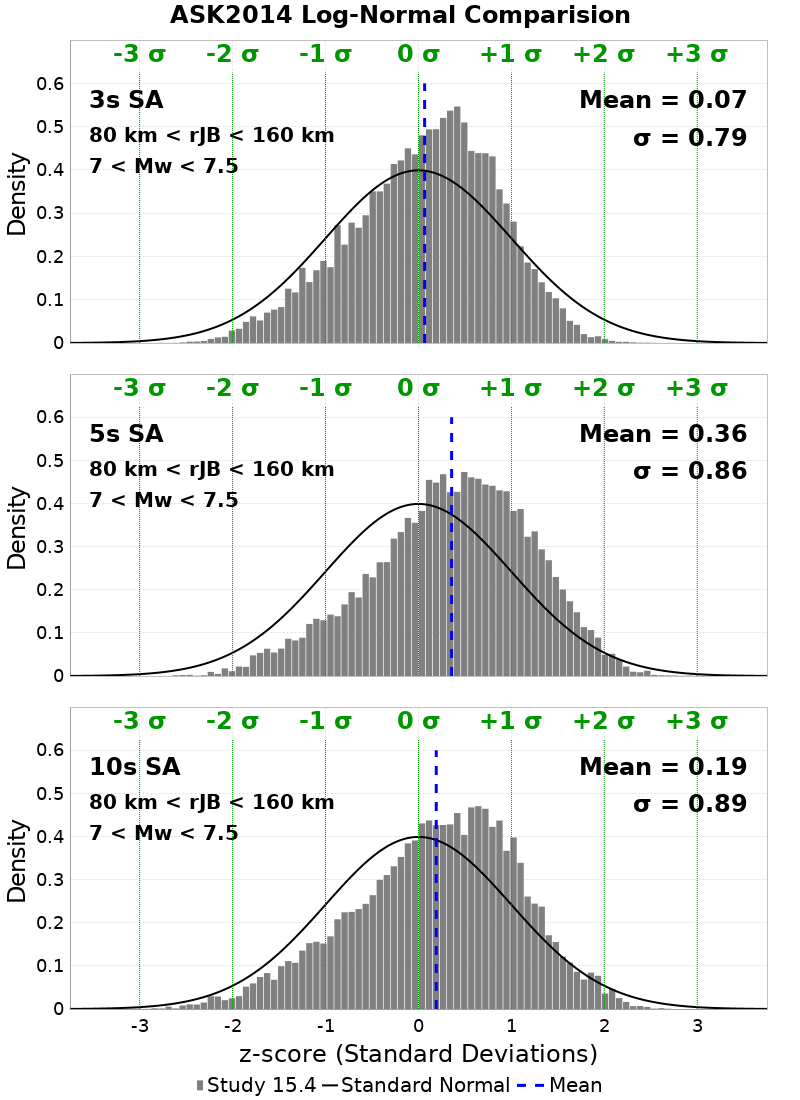 ASK2014 Log-Normal Comparision
-3 σ -2 σ -1 σ 0 σ +1 σ +2 σ +3 σ
3s SA Mean = 0.07
80 km < rJB < 160 km σ = 0.79
7 < Mw < 7.5
Density
0.6
0.5
0.4
0.3
0.2
0.1
0
-3 σ -2 σ -1 σ 0 σ +1 σ +2 σ +3 σ
5s SA Mean = 0.36
80 km < rJB < 160 km σ = 0.86
7 < Mw < 7.5
Density
0.6
0.5
0.4
0.3
0.2
0.1
0
-3 σ -2 σ -1 σ 0 σ +1 σ +2 σ +3 σ
10s SA Mean = 0.19
80 km < rJB < 160 km σ = 0.89
7 < Mw < 7.5
Density
0.6
0.5
0.4
0.3
0.2
0.1
0
-3 -2 -1 0 1 2 3
z-score (Standard Deviations)
Study 15.4 Standard Normal Mean